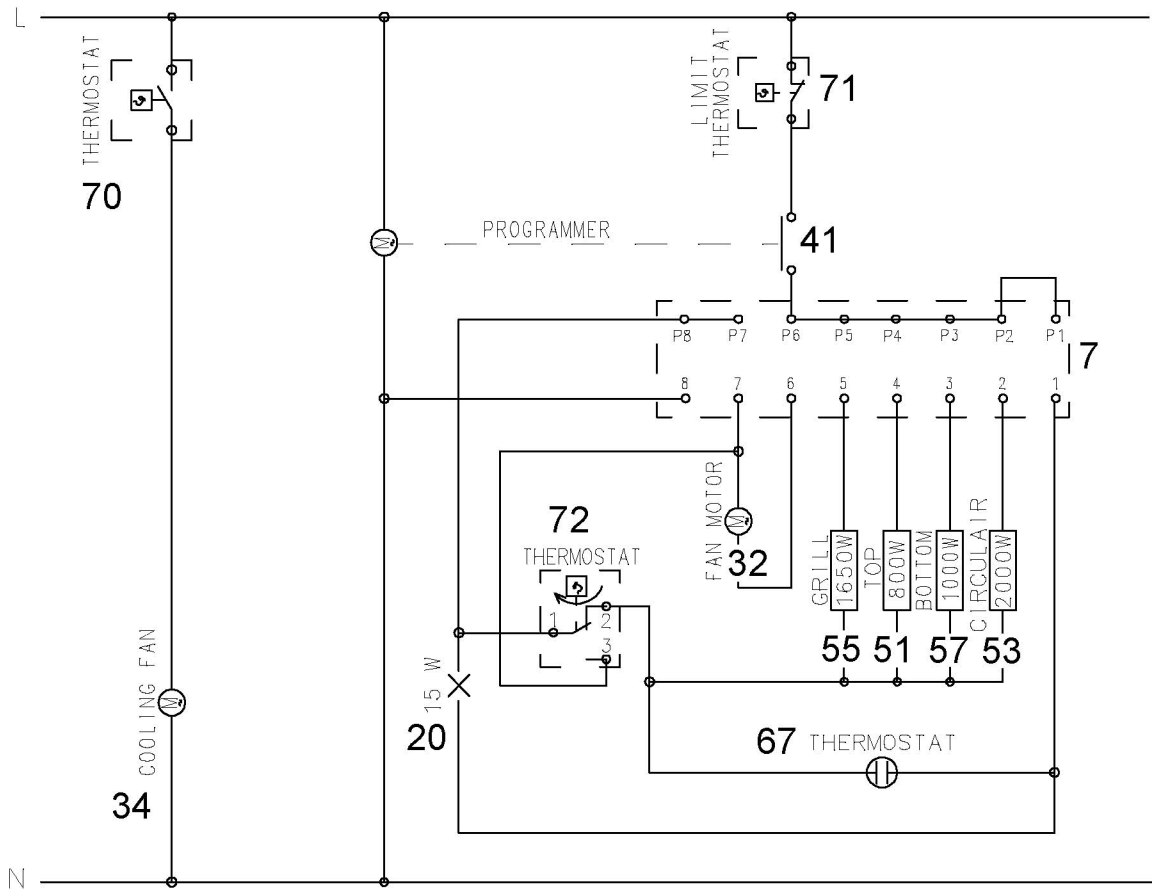 L
THERMOSTAT
70
LIMIT
THERMOSTAT
71
M
PROGRAMMER
41
P8 P7 P6 P5 P4 P3 P2 P1
7
8 7 6 5 4 3 2 1
FAN MOTOR
M
32
72
THERMOSTAT
1 2
3
GRILL
1650W
55
TOP
800W
51
BOTTOM
1000W
57
CIRCULAIR
2000W
53
15 W
20
67 THERMOSTAT
COOLING FAN
M
34
N